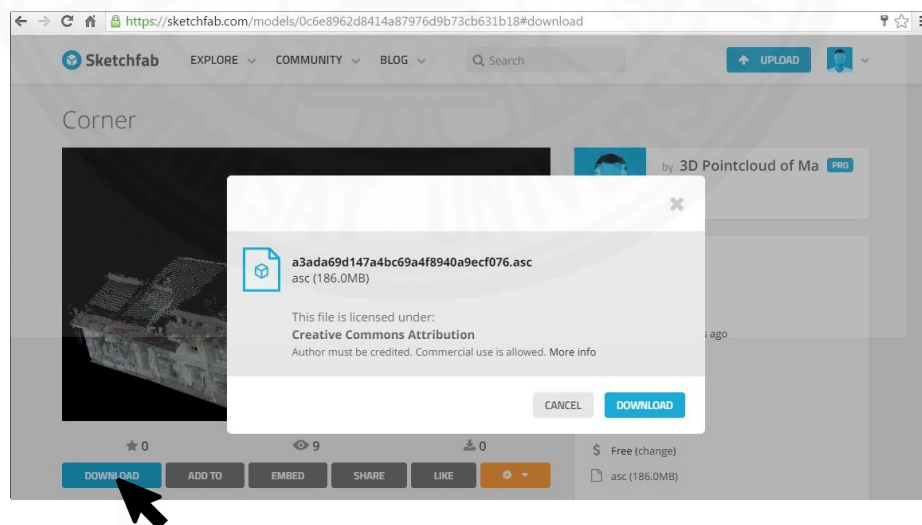 https://sketchfab.com/models/0c6e8962d8414a87976d9b73cb631b18#download
Sketchfab EXPLORE COMMUNITY BLOG Search UPLOAD
Corner
by 3D Pointcloud of Ma PRO
a3ada69d147a4bc69a4f8940a9ecf076.asc
asc (186.0MB)
This file is licensed under:
Creative Commons Attribution
s ago
Author must be credited. Commercial use is allowed. More info
CANCEL DOWNLOAD
0 9 0
$ Free (change)
DOWNLOAD ADD TO EMBED SHARE LIKE
asc (186.0MB)